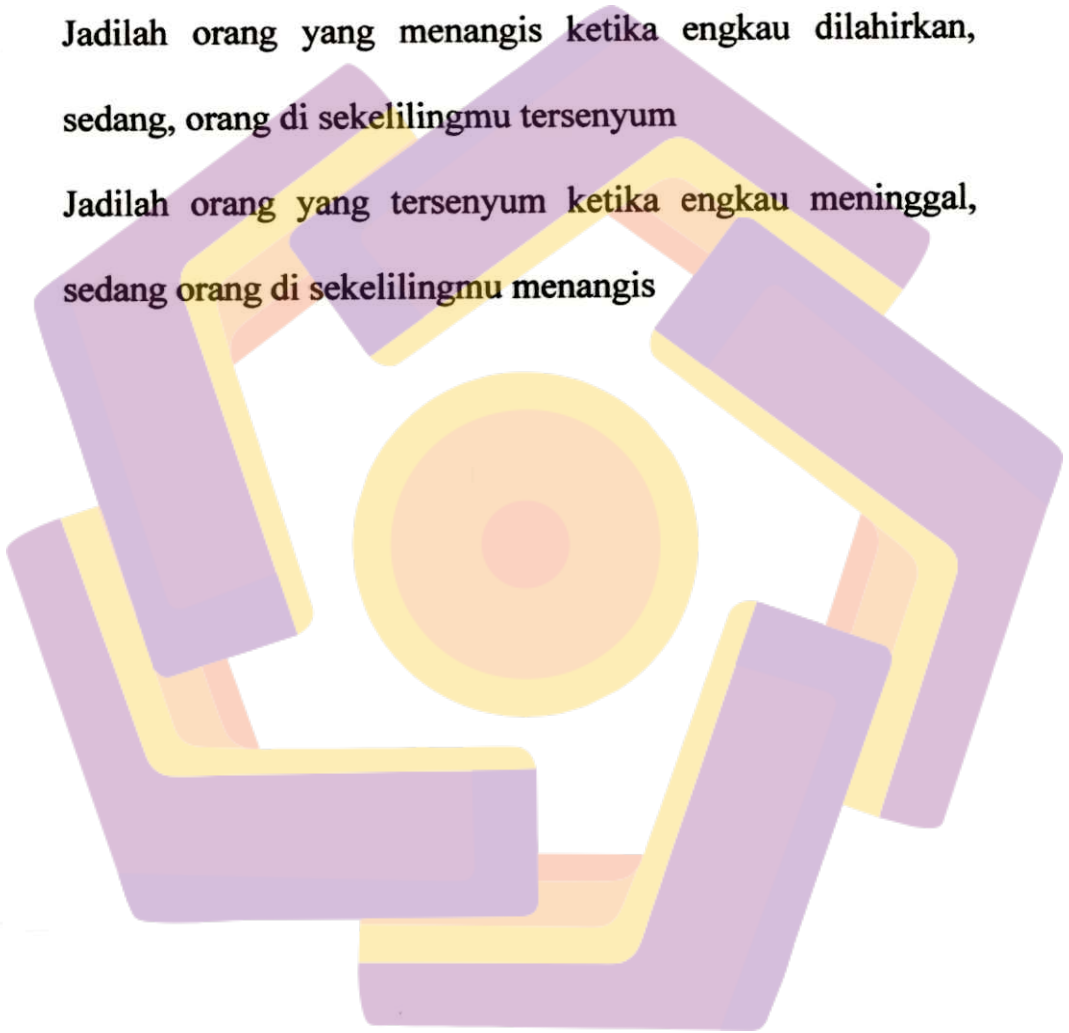 Jadilah orang yang menangis ketika engkau dilahirkan,
sedang, orang di sekelilingmu tersenyum
Jadilah orang yang tersenyum ketika engkau meninggal,
sedang orang di sekelilingmu menangis